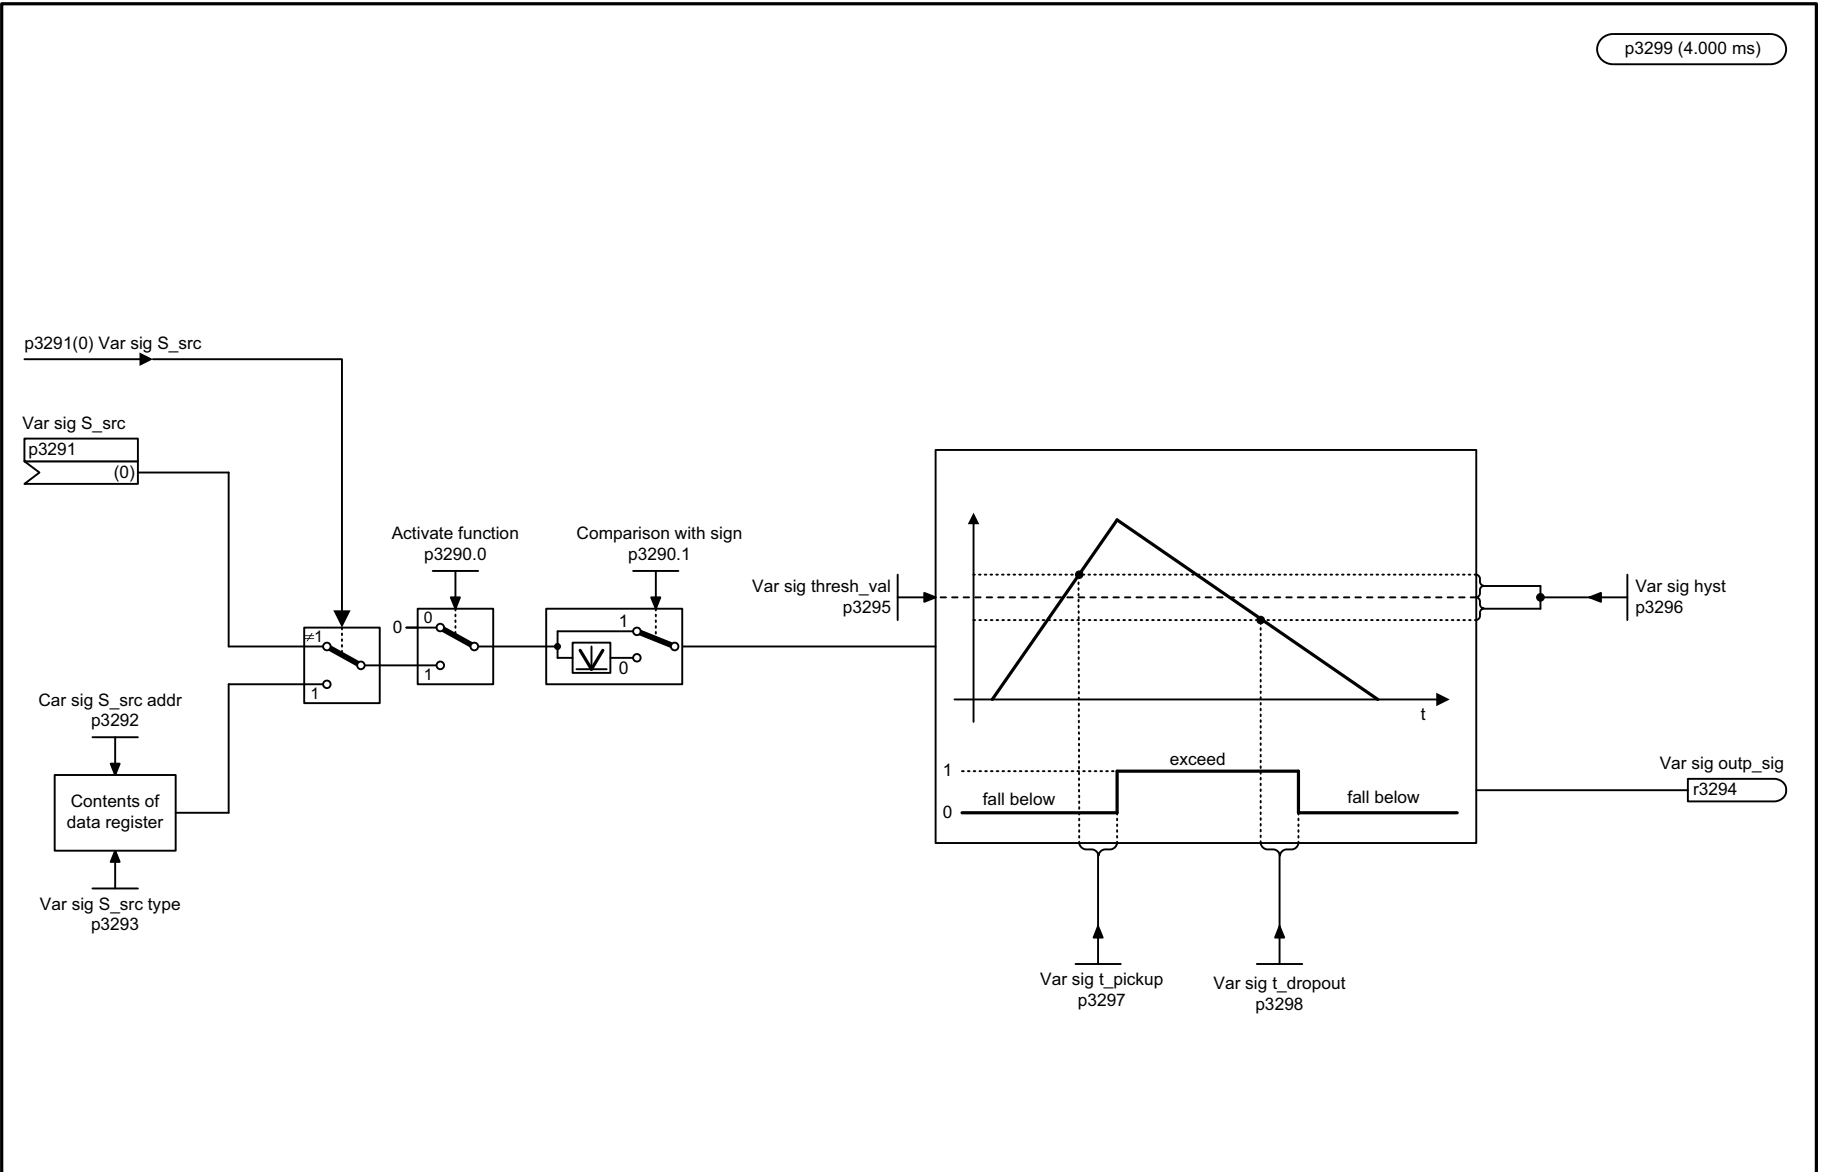 p3299 (4.000 ms)
p3291(0) Var sig S_src
Var sig S_src
p3291
(0)
Activate function
p3290.0
Comparison with sign
p3290.1
≠1
1
0
0
1
1
0
Car sig S_src addr
p3292
Contents of
data register
Var sig S_src type
p3293
Var sig thresh_val
p3295
Var sig hyst
p3296
t
1
exceed
0
fall below
fall below
Var sig outp_sig
r3294
Var sig t_pickup
p3297
Var sig t_dropout
p3298